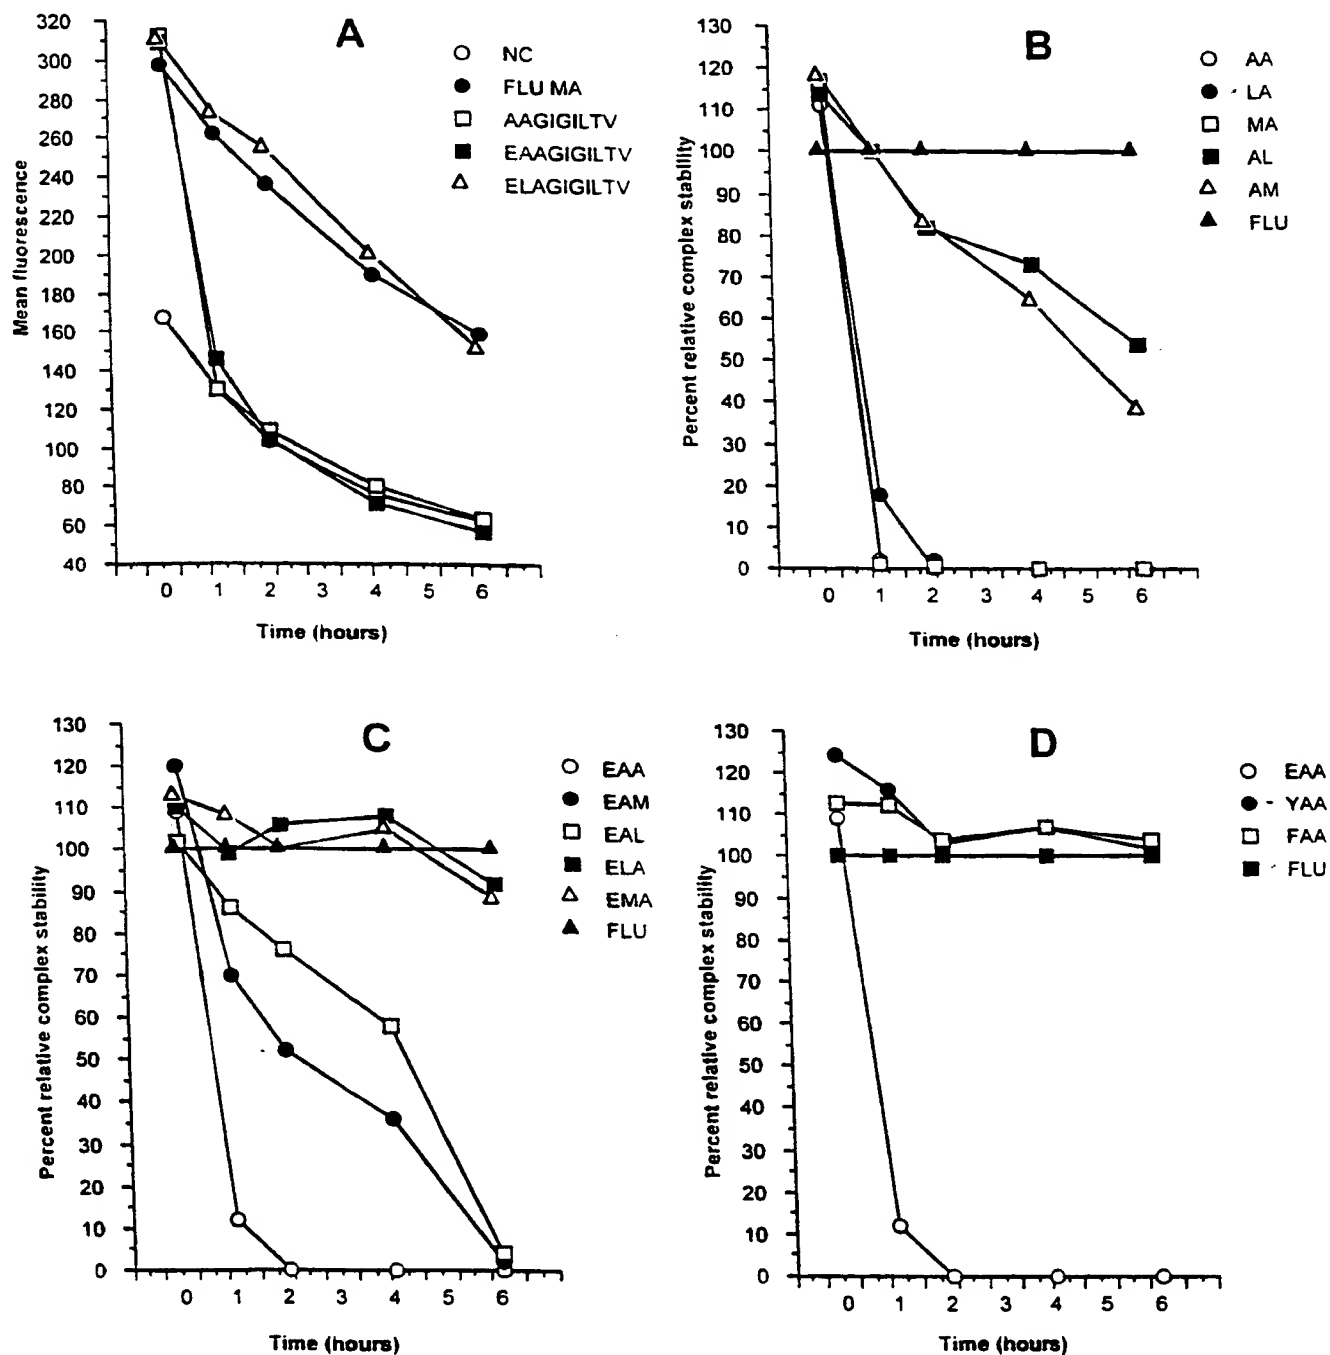 A
Mean fluorescence
320
300
280
260
240
220
200
180
160
140
120
100
80
60
40
0 1 2 4 5 6
Time (hours)
NC
FLU MA
AAGIGILTV
EAAGIGILTV
ELAGIGILTV
B
Percent relative complex stability
130
120
110
100
90
80
70
60
50
40
30
20
10
0
0 1 2 3 4 5 6
Time (hours)
AA
LA
MA
AL
AM
FLU
C
Percent relative complex stability
130
120
110
100
90
80
70
60
50
40
30
20
10
0
0 1 2 4 5 6
Time (hours)
EAA
EAM
EAL
ELA
EMA
FLU
D
Percent relative complex stability
130
120
110
100
90
80
70
60
50
40
30
20
10
0
0 1 2 3 4 5 6
Time (hours)
EAA
YAA
FAA
FLU